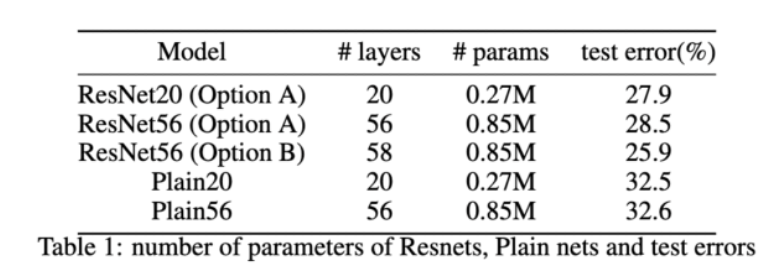 Model # layers # params test error(%)
ResNet20 (Option A) 20 0.27M 27.9
ResNet56 (Option A) 56 0.85M 28.5
ResNet56 (Option B) 58 0.85M 25.9
Plain20 20 0.27M 32.5
Plain56 56 0.85M 32.6
Table 1: number of parameters of Resnets, Plain nets and test errors